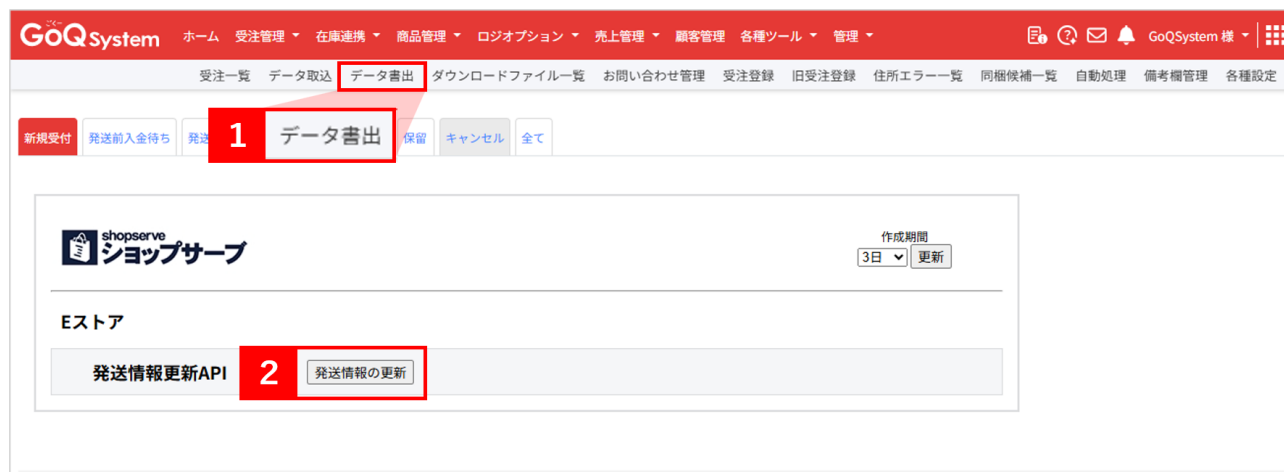 ごくー
GoQSystem ホーム 受注管理 在庫連携 商品管理 ロジオプション 売上管理 顧客管理 各種ツール 管理 GoQSystem 様
受注一覧 データ取込 データ書出 ダウンロードファイル一覧 お問い合わせ管理 受注登録 旧受注登録 住所エラー一覧 同梱候補一覧 自動処理 備考欄管理 各種設定
新規受付 発送前入金待ち 発送 1 データ書出 保留 キャンセル 全て
shopserve
ショップサーブ
作成期間
3日 更新
Eストア
発送情報更新API 2 発送情報の更新